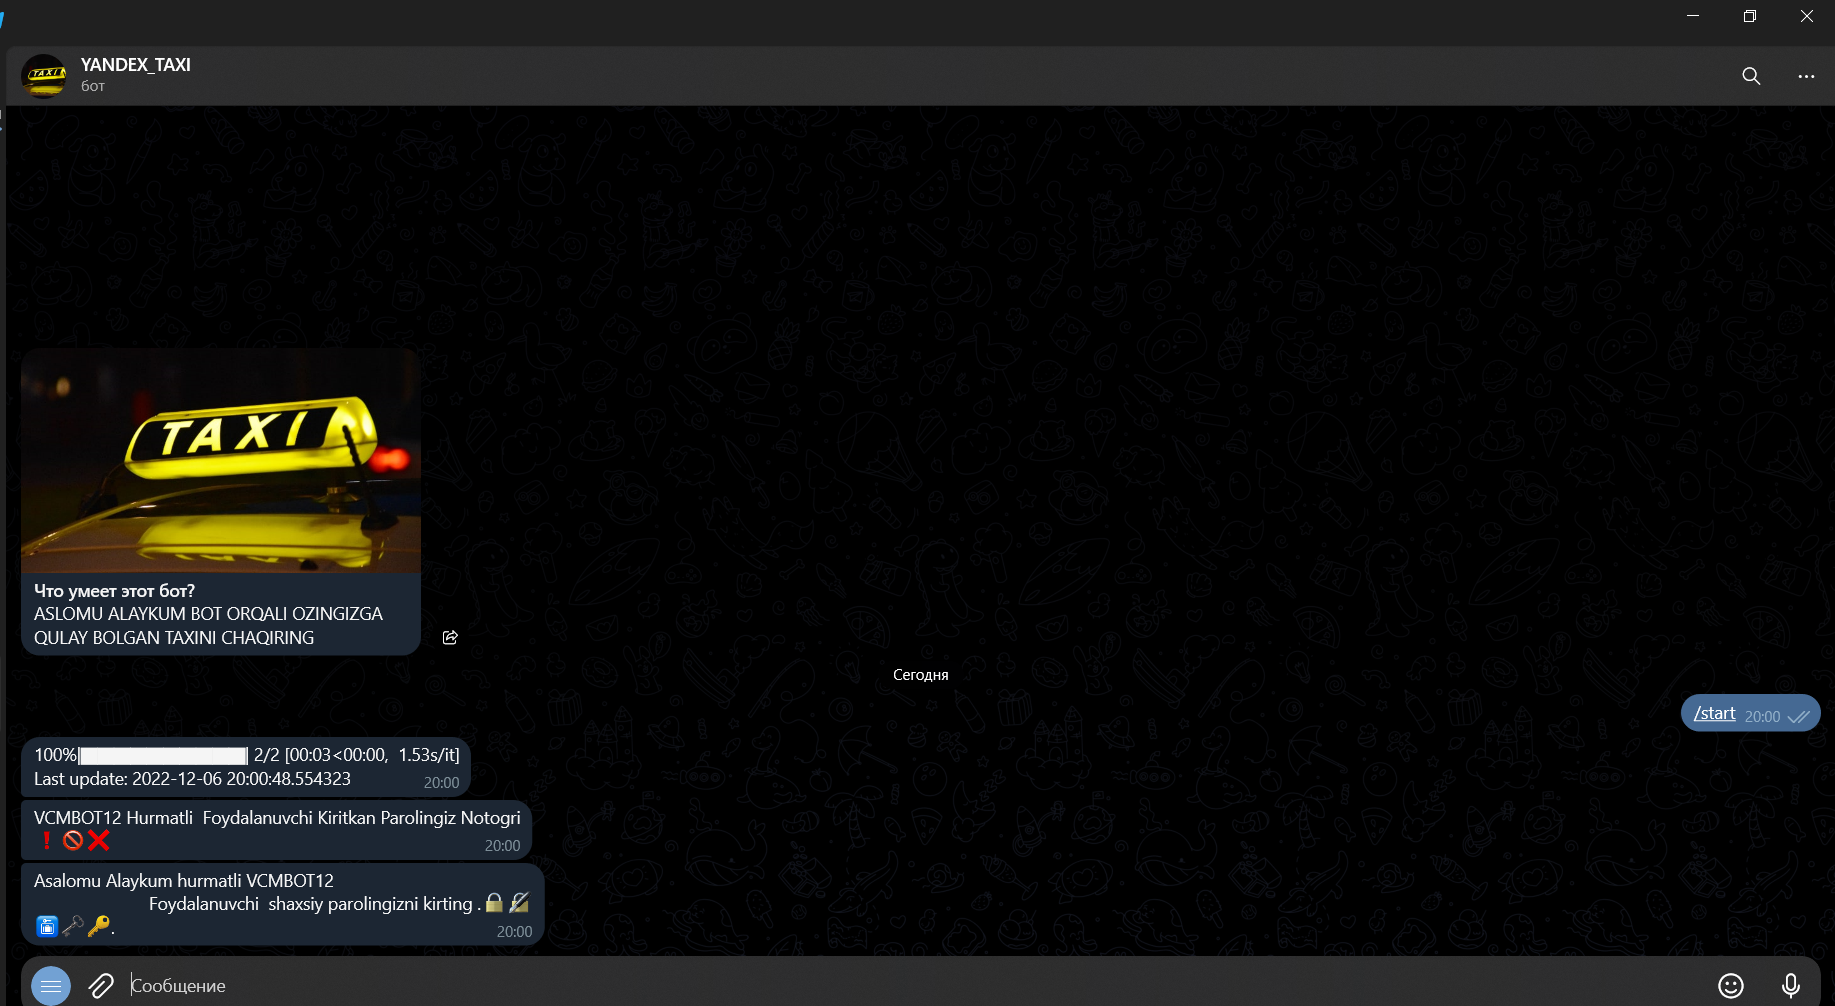 YANDEX_TAXI
бот
TAXI
TAXI
Что умеет этот бот?
ASLOMU ALAYKUM BOT ORQALI OZINGIZGA
QULAY BOLGAN TAXINI CHAQIRING
Сегодня
/start 20:00
100%|██████████| 2/2 [00:03<00:00, 1.53s/it]
Last update: 2022-12-06 20:00:48.554323
20:00
VCMBOT12 Hurmatli Foydalanuvchi Kiritkan Parolingiz Notogri
❗🚫❌
20:00
Asalomu Alaykum hurmatli VCMBOT12
Foydalanuvchi shaxsiy parolingizni kirting .🔒🔏
🚹🗝🔑.
20:00
Сообщение